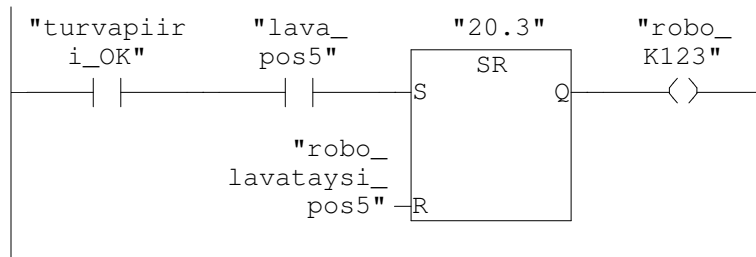 "turvapiir
i_OK"
"lava_
pos5"
"20.3"
SR
"robo_
K123"
S
Q
"robo_
lavataysi_
pos5"
R